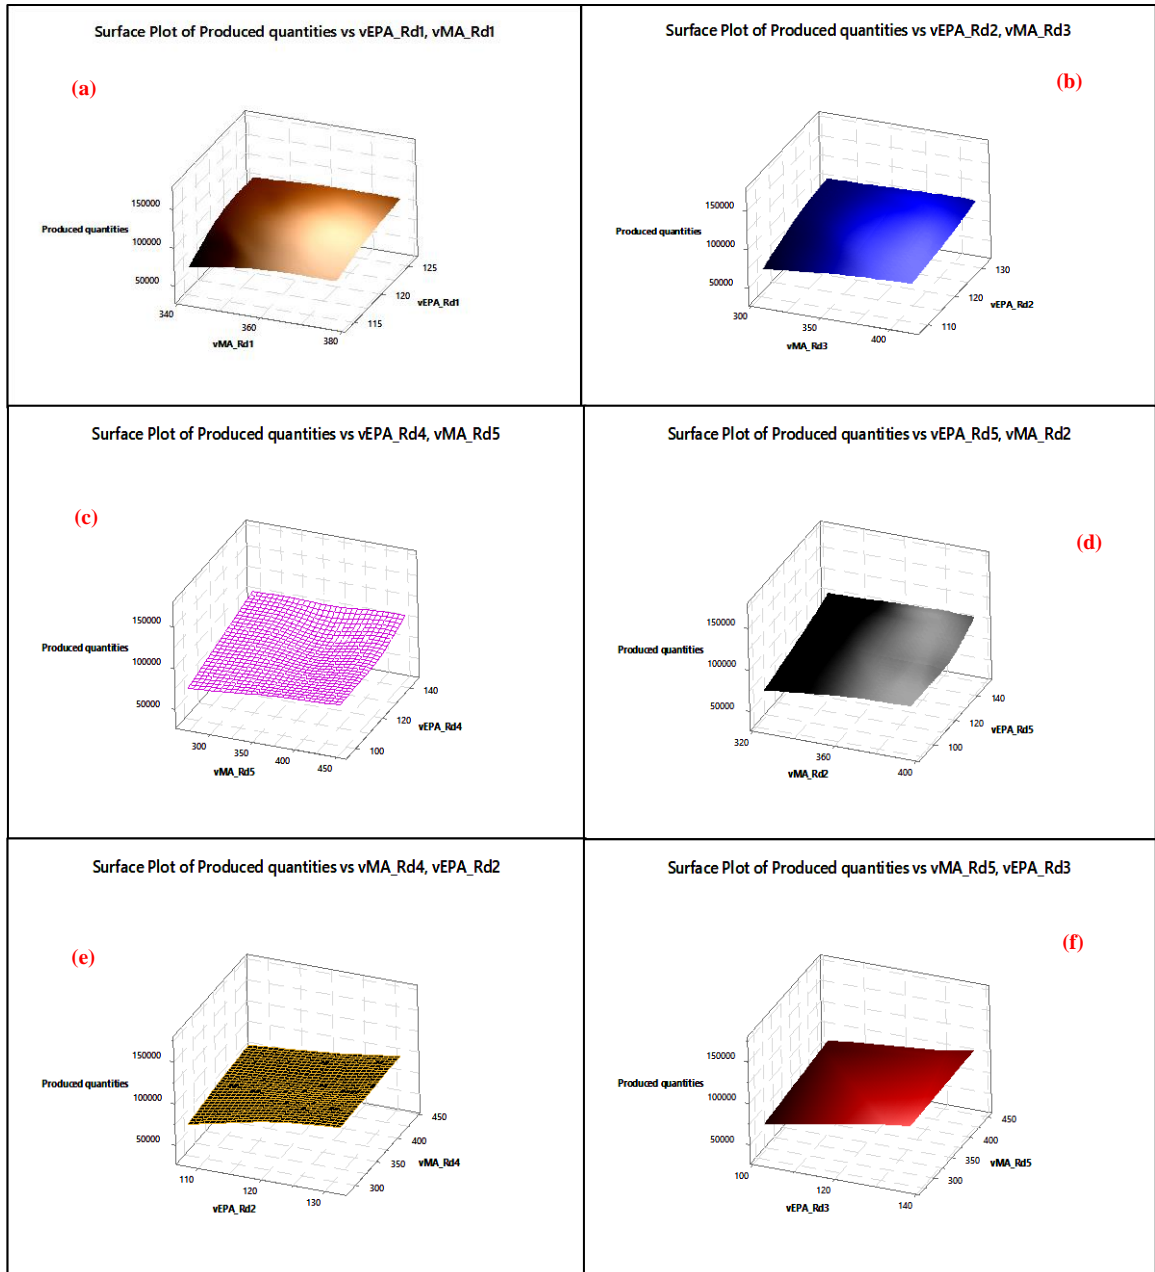 Surface Plot of Produced quantities vs vEPA_Rd1, vMA_Rd1
(a)
150000
Produced quantities
100000
50000
340
360
380
vMA_Rd1
115
120
125
vEPA_Rd1
Surface Plot of Produced quantities vs vEPA_Rd2, vMA_Rd3
(b)
150000
Produced quantities
100000
50000
300
350
400
vMA_Rd3
110
120
130
vEPA_Rd2
Surface Plot of Produced quantities vs vEPA_Rd4, vMA_Rd5
(c)
150000
Produced quantities
100000
50000
300
350
400
450
vMA_Rd5
100
120
140
vEPA_Rd4
Surface Plot of Produced quantities vs vEPA_Rd5, vMA_Rd2
(d)
150000
Produced quantities
100000
50000
320
360
400
vMA_Rd2
100
120
140
vEPA_Rd5
Surface Plot of Produced quantities vs vMA_Rd4, vEPA_Rd2
(e)
150000
Produced quantities
100000
50000
110
120
130
vEPA_Rd2
300
350
400
450
vMA_Rd4
Surface Plot of Produced quantities vs vMA_Rd5, vEPA_Rd3
(f)
150000
Produced quantities
100000
50000
100
120
140
vEPA_Rd3
300
350
400
450
vMA_Rd5